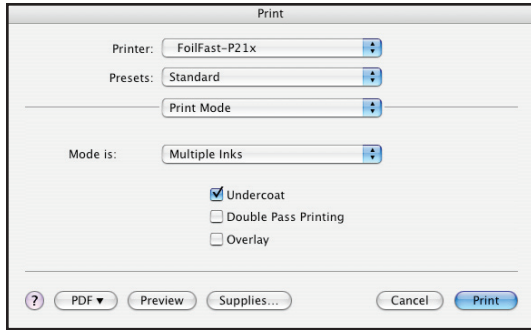 Print
Printer: FoilFast-P21x
Presets: Standard
Print Mode
Mode is: Multiple Inks
Undercoat
Double Pass Printing
Overlay
? PDF ▼ Preview Supplies... Cancel Print